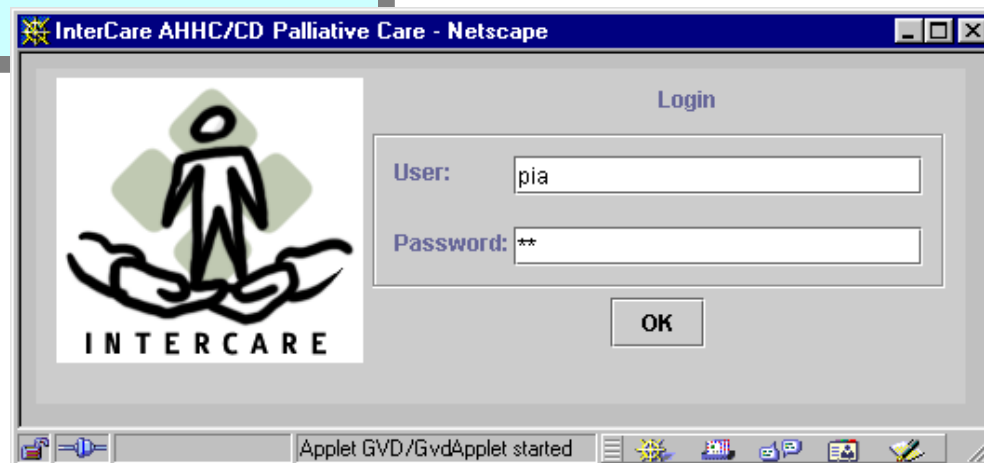 InterCare AHHC/CD Palliative Care - Netscape
Login
User: pia
Password: **
OK
INTERCARE
Applet GVD/GvdApplet started